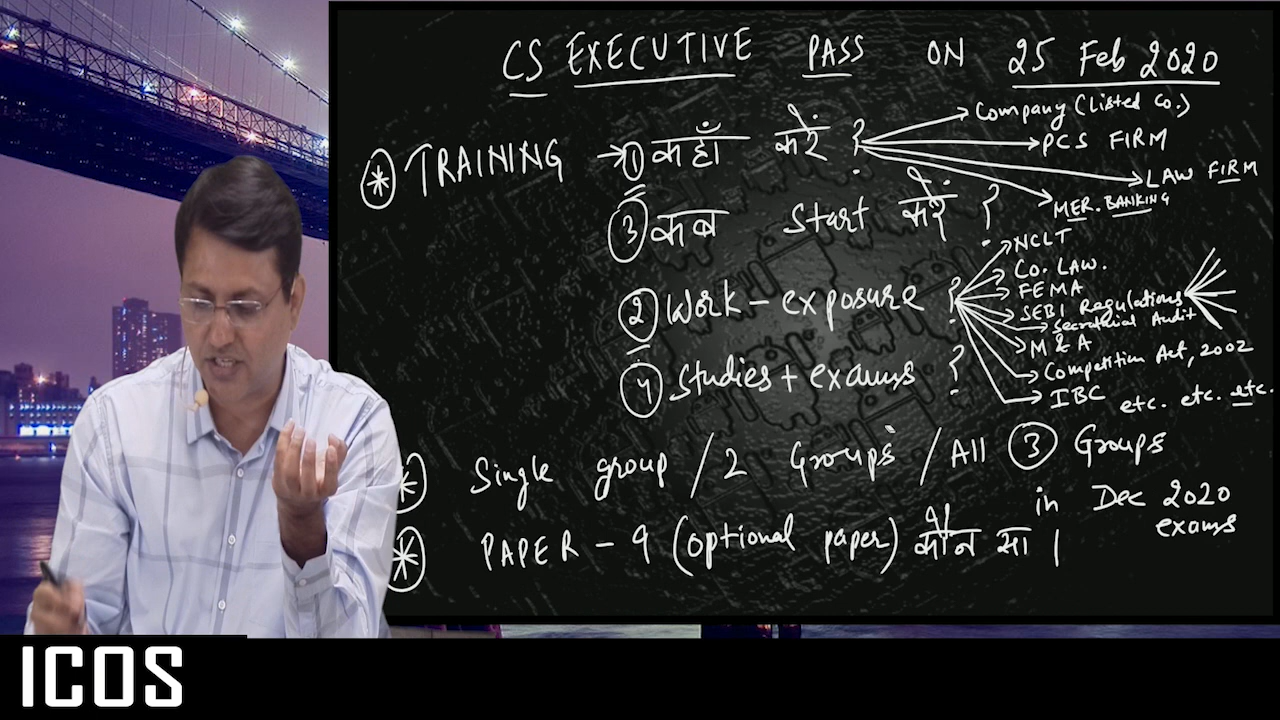 CS EXECUTIVE PASS ON 25 Feb 2020
* TRAINING → ① कहाँ करें ?
Company (Listed Co.)
PCS FIRM
LAW FIRM
MER. BANKING
③ कब Start करें ?
② Work - exposure ?
NCLT
Co. LAW.
FEMA
SEBI Regulations
Secretarial Audit
M & A
Competition Act, 2002
IBC
etc. etc. etc.
④ Studies + exams ?
* Single group / 2 Groups / All ③ Groups
in Dec 2020
exams
* PAPER - 9 (optional paper) कौन सा |
ICOS